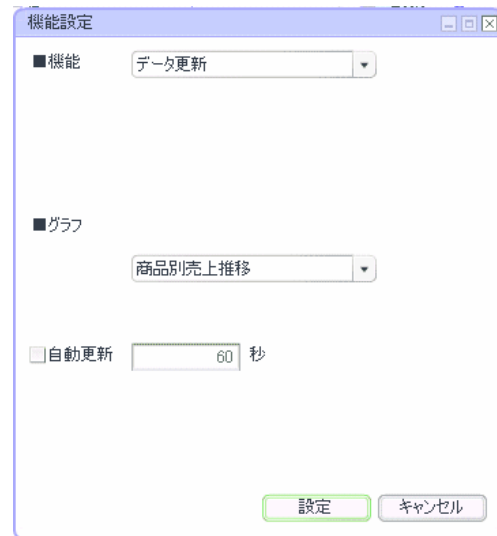 機能設定
■機能 データ更新
■グラフ
商品別売上推移
自動更新 60 秒
設定 キャンセル